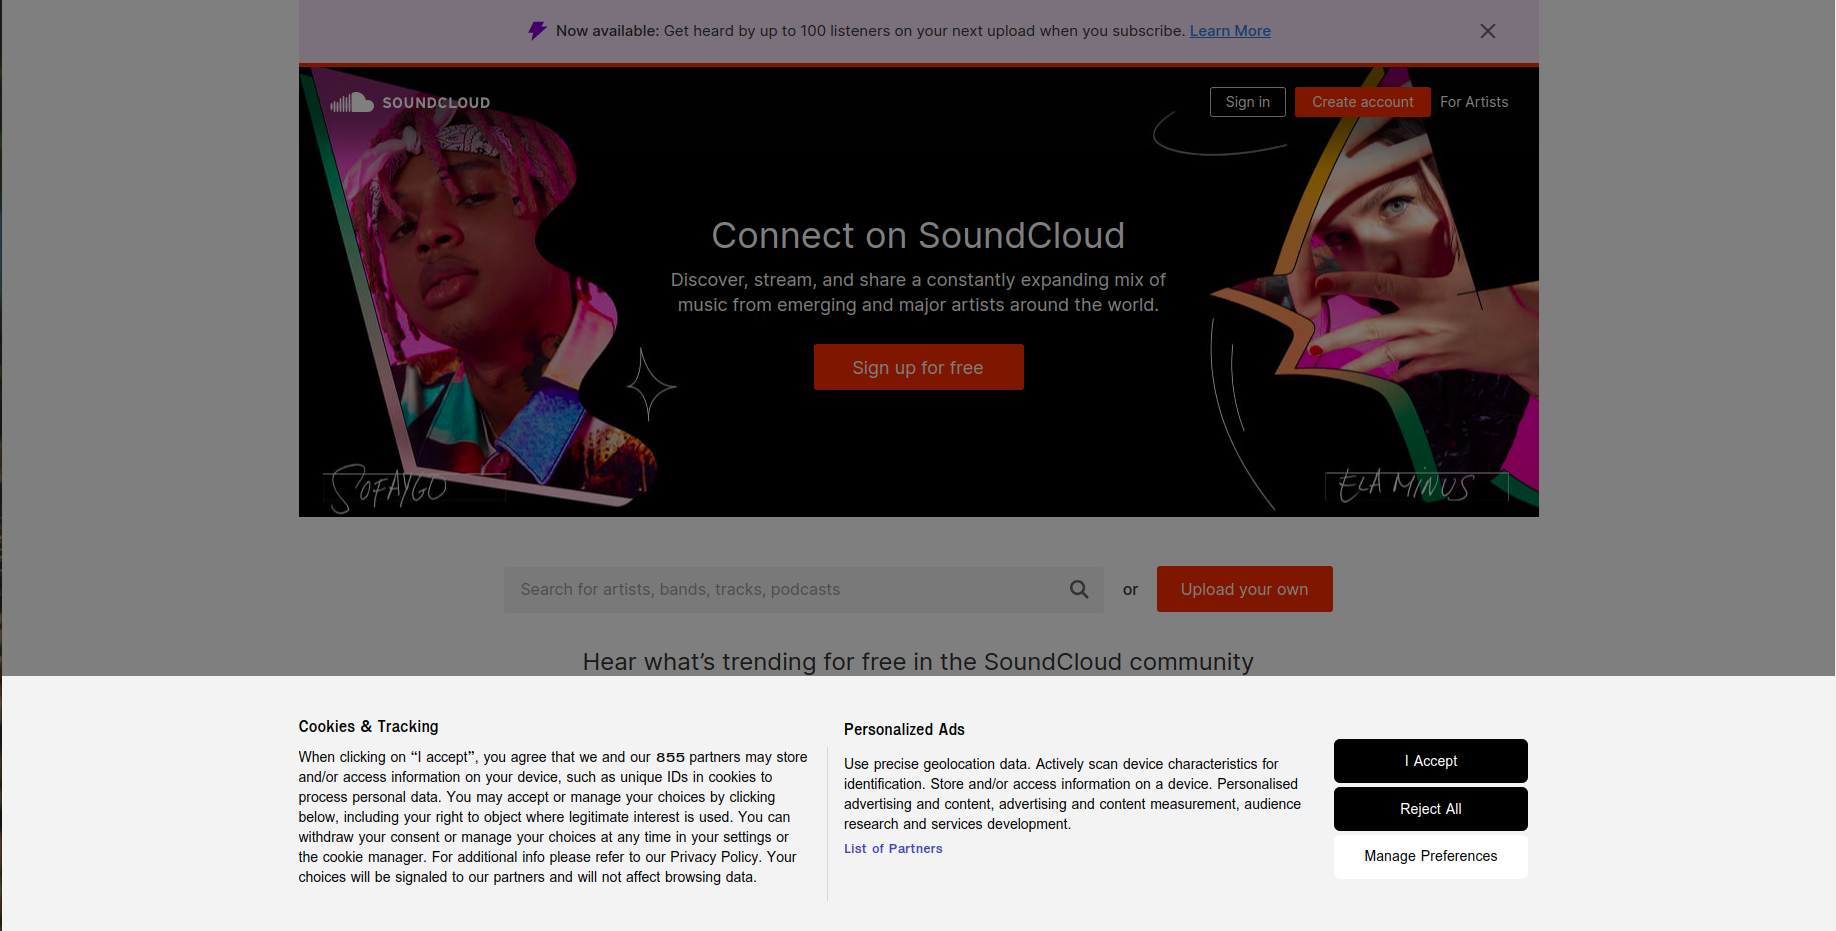 Now available: Get heard by up to 100 listeners on your next upload when you subscribe. Learn More
SOUNDCLOUD
Sign in
Create account
For Artists
Connect on SoundCloud
Discover, stream, and share a constantly expanding mix of
music from emerging and major artists around the world.
Sign up for free
SOFAYGO
ELA MINUS
Search for artists, bands, tracks, podcasts
or
Upload your own
Hear what’s trending for free in the SoundCloud community
Cookies & Tracking
When clicking on “I accept”, you agree that we and our 855 partners may store
and/or access information on your device, such as unique IDs in cookies to
process personal data. You may accept or manage your choices by clicking
below, including your right to object where legitimate interest is used. You can
withdraw your consent or manage your choices at any time in your settings or
the cookie manager. For additional info please refer to our Privacy Policy. Your
choices will be signaled to our partners and will not affect browsing data.
Personalized Ads
Use precise geolocation data. Actively scan device characteristics for
identification. Store and/or access information on a device. Personalised
advertising and content, advertising and content measurement, audience
research and services development.
List of Partners
I Accept
Reject All
Manage Preferences